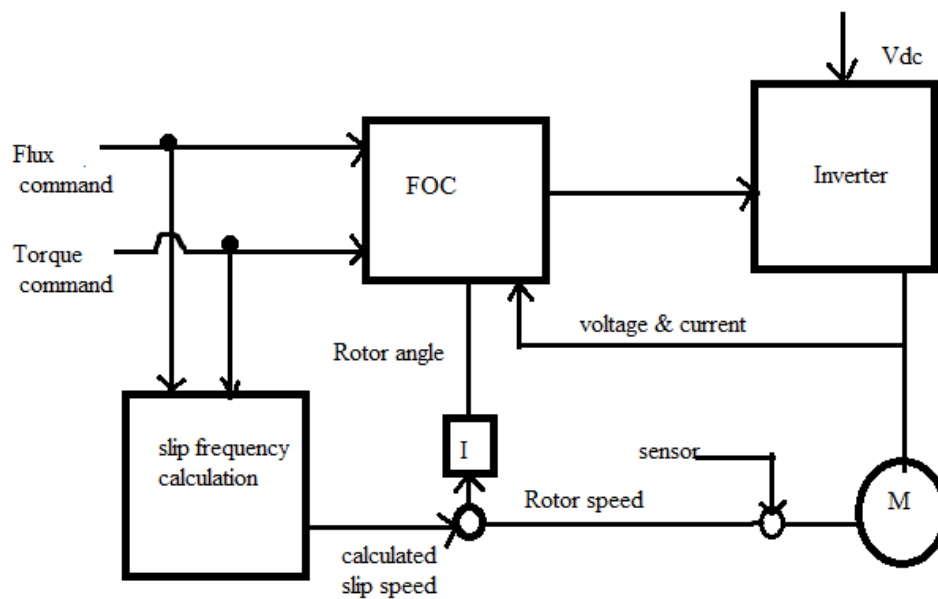 Vdc
Flux
command
FOC
Inverter
Torque
command
voltage & current
Rotor angle
slip frequency
calculation
I
sensor
Rotor speed
M
calculated
slip speed